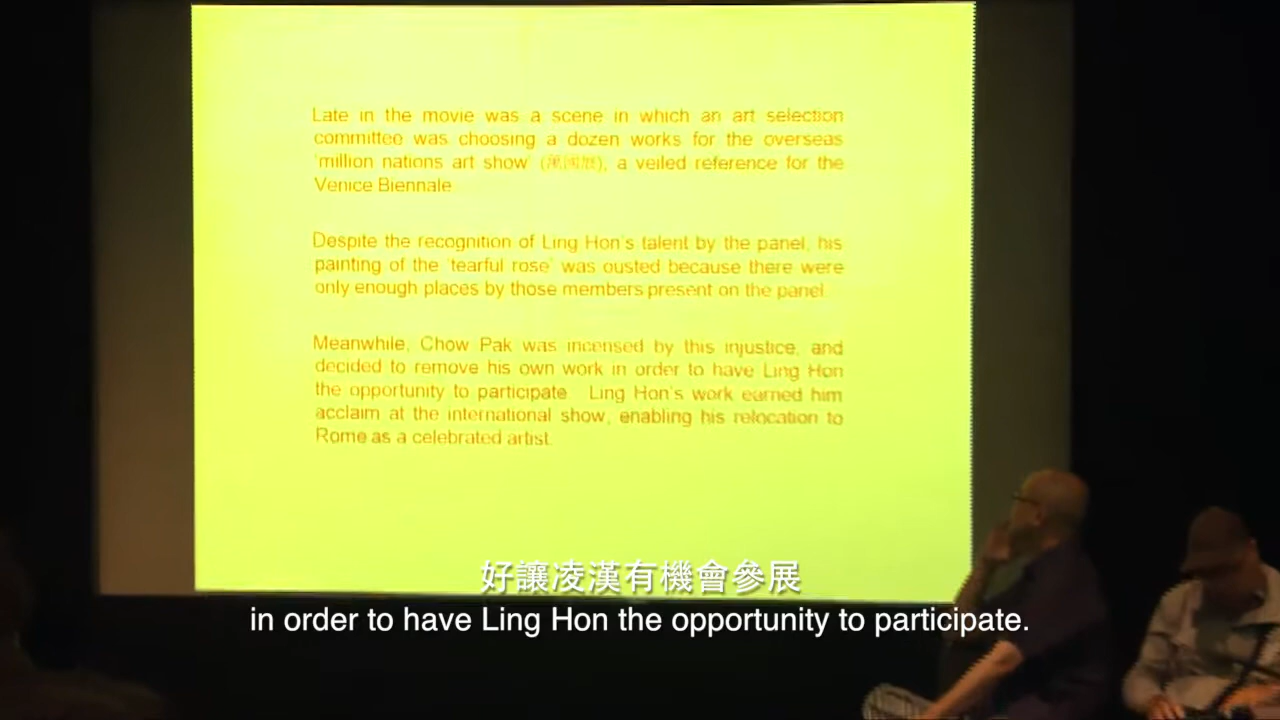 Late in the movie was a scene in which an art selection
committee was choosing a dozen works for the overseas
'million nations art show' (萬國展), a veiled reference for the
Venice Biennale
Despite the recognition of Ling Hon's talent by the panel, his
painting of the 'tearful rose' was ousted because there were
only enough places by those members present on the panel.
Meanwhile, Chow Pak was incensed by this injustice, and
decided to remove his own work in order to have Ling Hon
the opportunity to participate. Ling Hon's work earned him
acclaim at the international show, enabling his relocation to
Rome as a celebrated artist.
好讓凌漢有機會參展
in order to have Ling Hon the opportunity to participate.